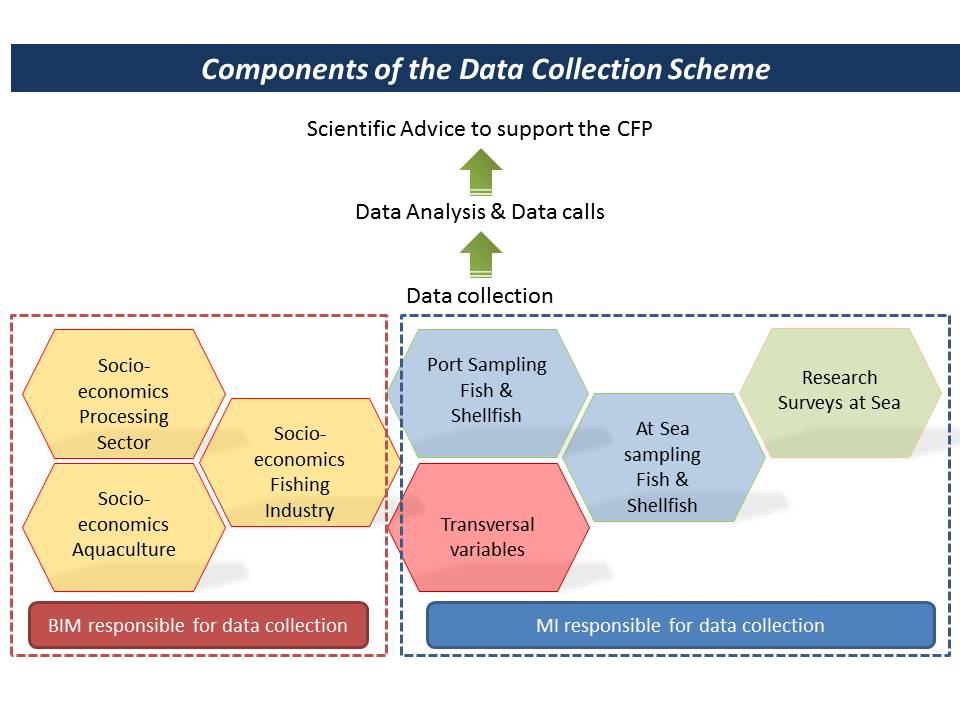 Components of the Data Collection Scheme
Scientific Advice to support the CFP
Data Analysis & Data calls
Data collection
Socio-
economics
Processing
Sector
Socio-
economics
Aquaculture
Socio-
economics
Fishing
Industry
BIM responsible for data collection
Port Sampling
Fish &
Shellfish
Transversal
variables
At Sea
sampling
Fish &
Shellfish
Research
Surveys at Sea
MI responsible for data collection